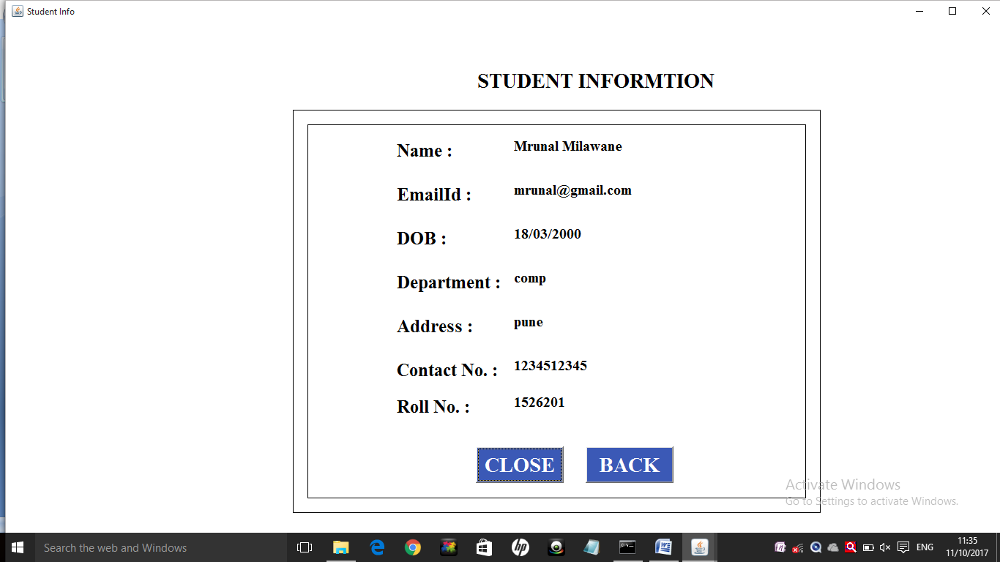 Student Info
STUDENT INFORMTION
Name : Mrunal Milawane
EmailId : mrunal@gmail.com
DOB : 18/03/2000
Department : comp
Address : pune
Contact No. : 1234512345
Roll No. : 1526201
CLOSE BACK
Activate Windows
Go to Settings to activate Windows.
Search the web and Windows
hp
ENG
11:35
11/10/2017